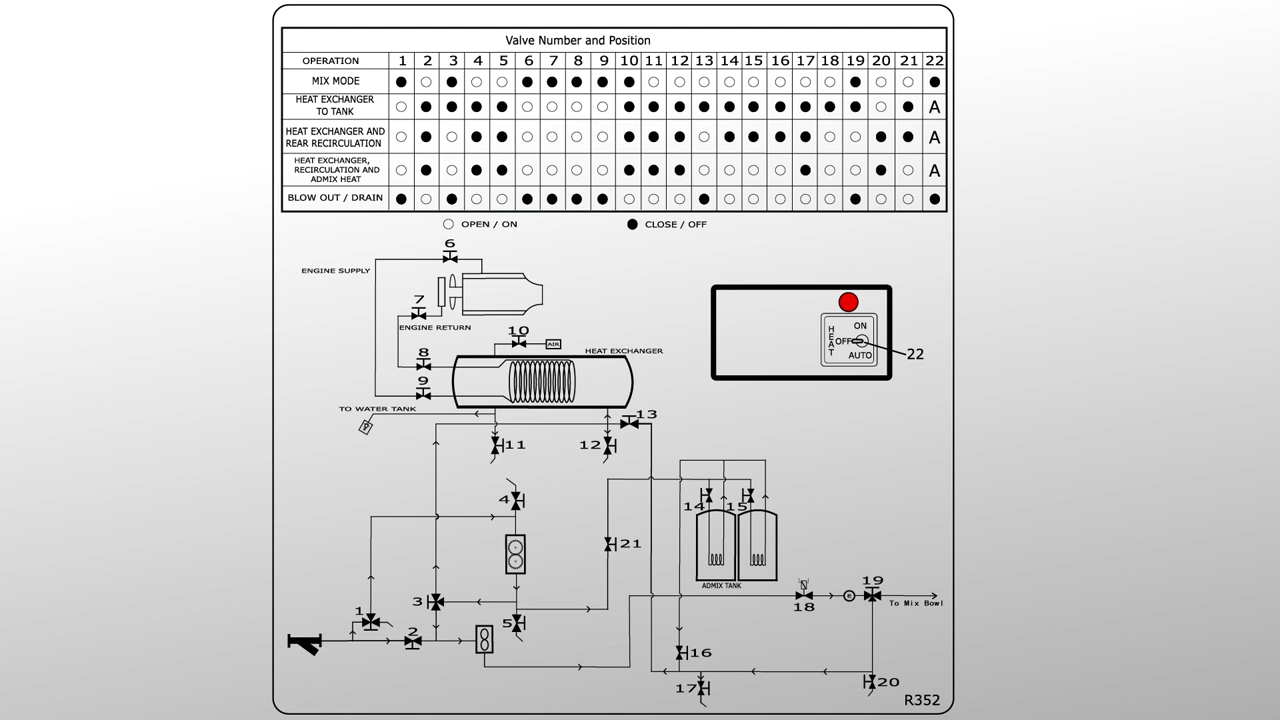 Valve Number and Position
OPERATION 1 2 3 4 5 6 7 8 9 10 11 12 13 14 15 16 17 18 19 20 21 22
MIX MODE
HEAT EXCHANGER
TO TANK A
HEAT EXCHANGER AND
REAR RECIRCULATION A
HEAT EXCHANGER,
RECIRCULATION AND A
ADMIX HEAT
BLOW OUT / DRAIN
OPEN / ON CLOSE / OFF
6
ENGINE SUPPLY
7
ENGINE RETURN
10
AIR
HEAT EXCHANGER
8
9
TO WATER TANK
13
11
12
ON
HEAT
OFF
AUTO
22
4
14 15
21
ADMIX TANK
3
1
2
5
18
19
To Mix Bowl
E
16
17
20
R352